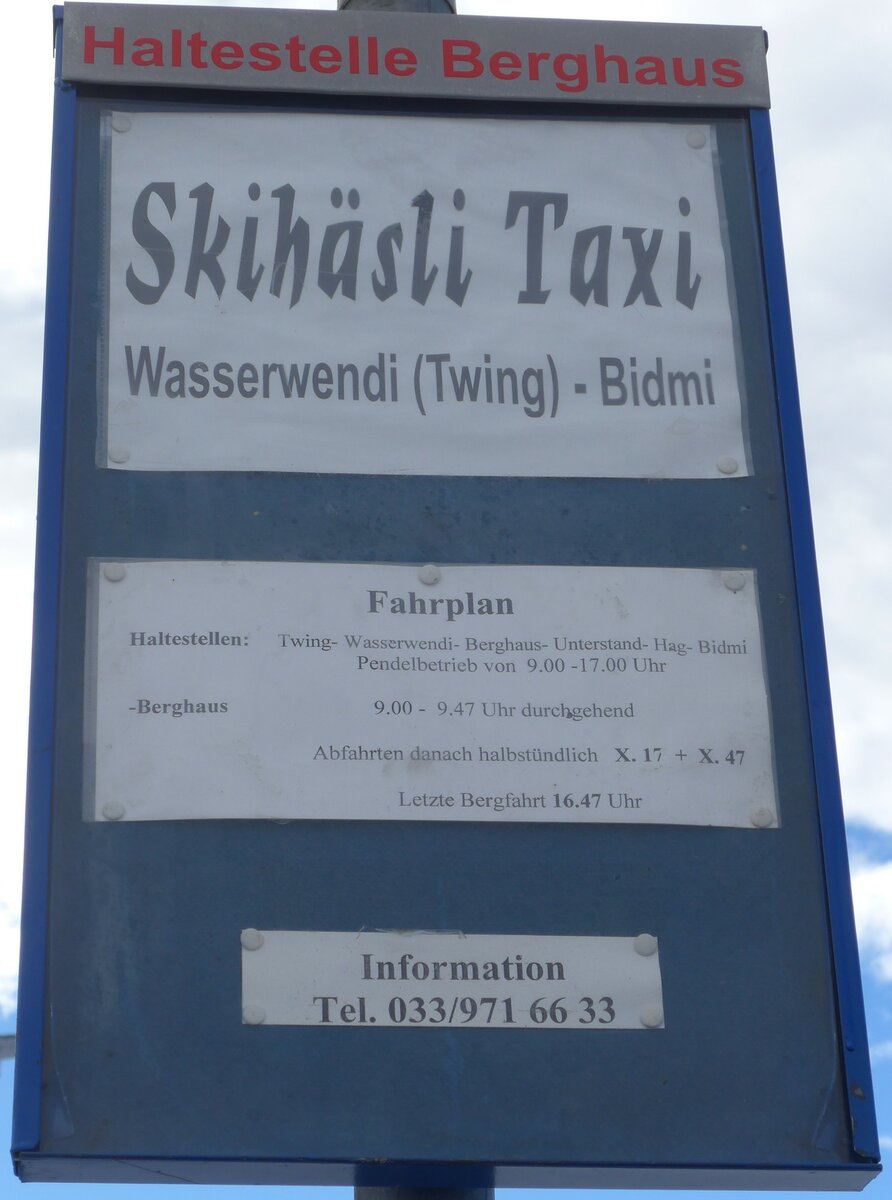 Haltestelle Berghaus
Skihäsli Taxi
Wasserwendi (Twing) - Bidmi
Fahrplan
Haltestellen: Twing- Wasserwendi- Berghaus- Unterstand- Hag- Bidmi
Pendelbetrieb von 9.00 -17.00 Uhr
-Berghaus 9.00 - 9.47 Uhr durchgehend
Abfahrten danach halbstündlich X. 17 + X. 47
Letzte Bergfahrt 16.47 Uhr
Information
Tel. 033/971 66 33